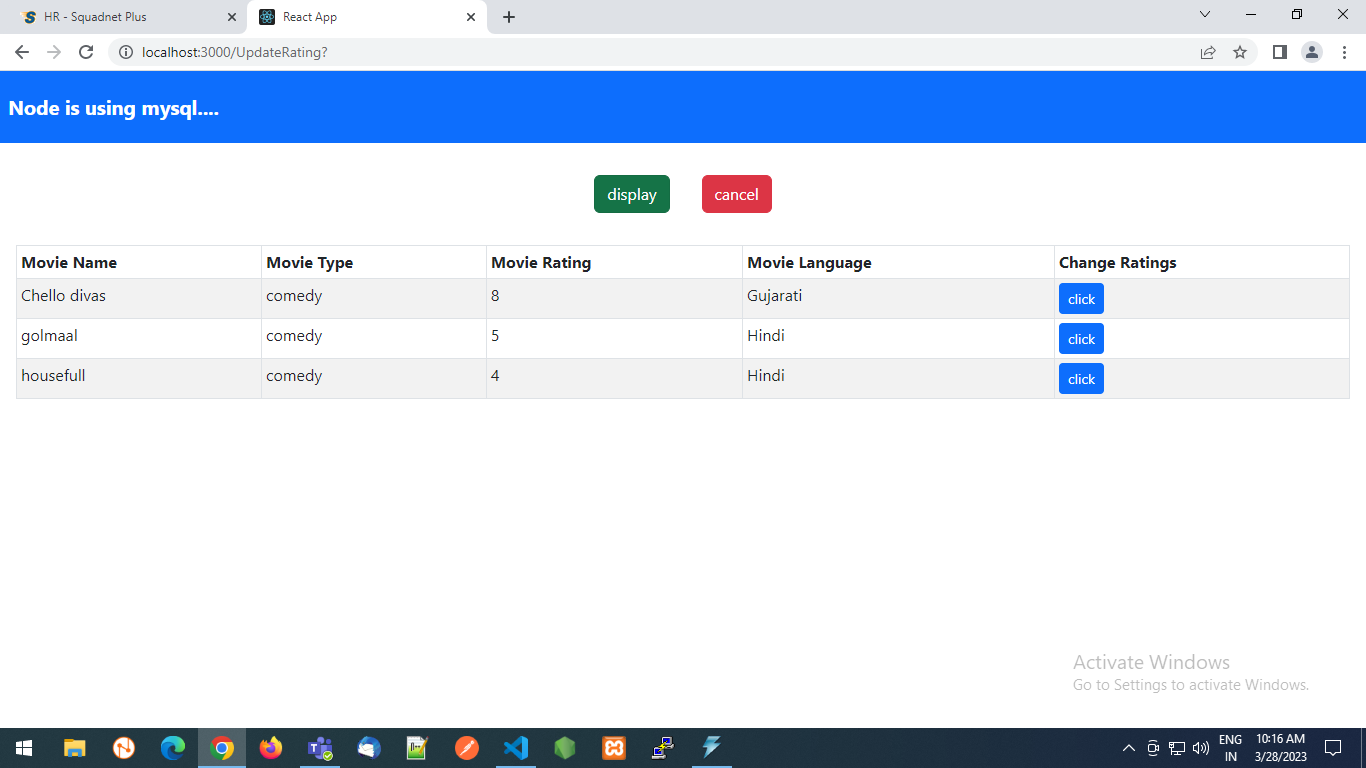 HR - Squadnet Plus
React App
localhost:3000/UpdateRating?
Node is using mysql....
display cancel
Movie Name Movie Type Movie Rating Movie Language Change Ratings
Chello divas comedy 8 Gujarati click
golmaal comedy 5 Hindi click
housefull comedy 4 Hindi click
Activate Windows
Go to Settings to activate Windows.
ENG 10:16 AM
IN 3/28/2023